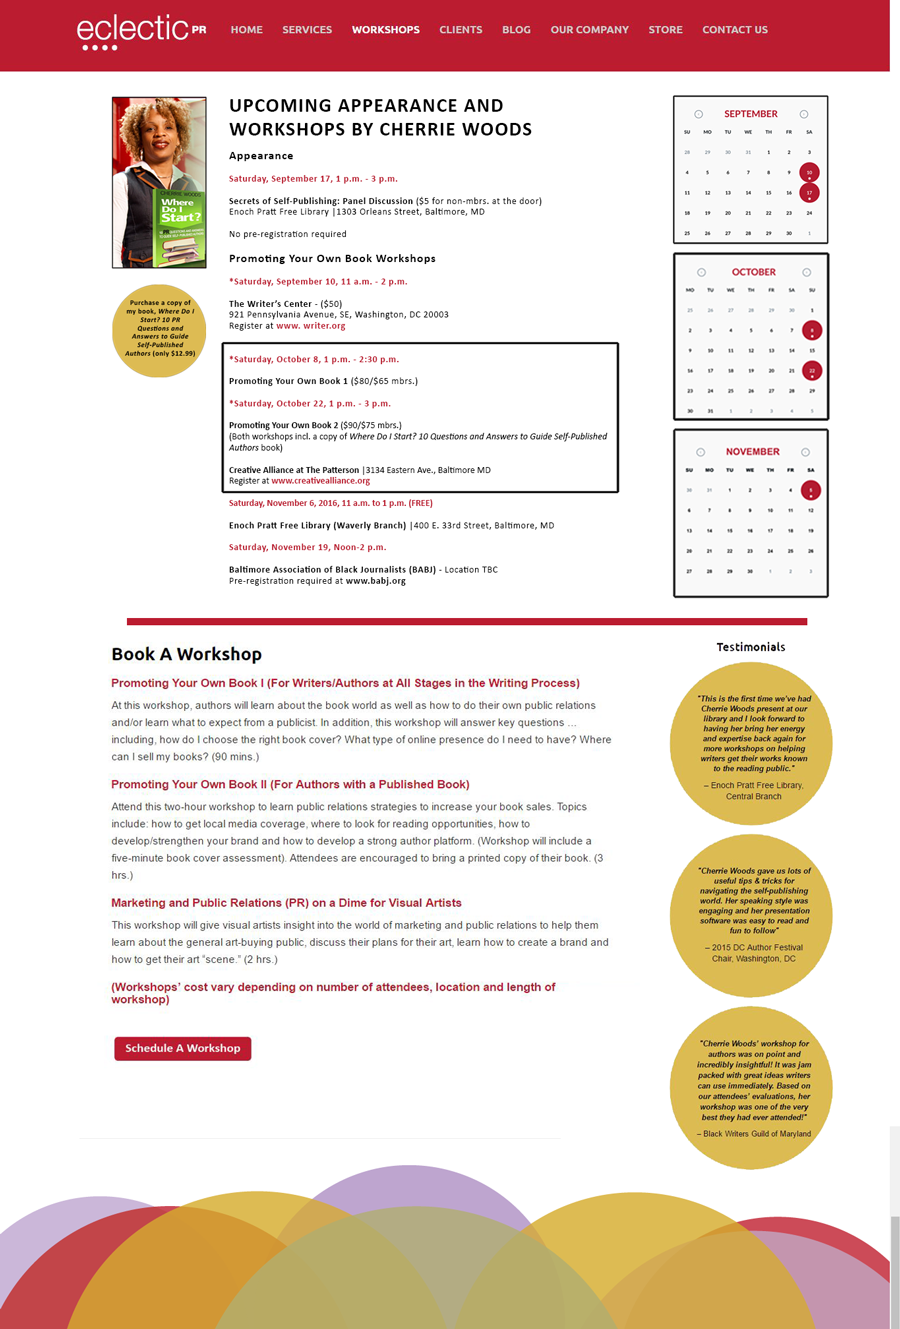 eclectic PR
HOME SERVICES WORKSHOPS CLIENTS BLOG OUR COMPANY STORE CONTACT US
UPCOMING APPEARANCE AND
WORKSHOPS BY CHERRIE WOODS
Appearance
Saturday, September 17, 1 p.m. - 3 p.m.
Secrets of Self-Publishing: Panel Discussion ($5 for non-mbrs. at the door)
Enoch Pratt Free Library |1303 Orleans Street, Baltimore, MD
No pre-registration required
Promoting Your Own Book Workshops
*Saturday, September 10, 11 a.m. - 2 p.m.
The Writer's Center - ($50)
921 Pennsylvania Avenue, SE, Washington, DC 20003
Register at www. writer.org
*Saturday, October 8, 1 p.m. - 2:30 p.m.
Promoting Your Own Book 1 ($80/$65 mbrs.)
*Saturday, October 22, 1 p.m. - 3 p.m.
Promoting Your Own Book 2 ($90/$75 mbrs.)
(Both workshops incl. a copy of Where Do I Start? 10 Questions and Answers to Guide Self-Published
Authors book)
Creative Alliance at The Patterson |3134 Eastern Ave., Baltimore MD
Register at www.creativealliance.org
Saturday, November 6, 2016, 11 a.m. to 1 p.m. (FREE)
Enoch Pratt Free Library (Waverly Branch) |400 E. 33rd Street, Baltimore, MD
Saturday, November 19, Noon-2 p.m.
Baltimore Association of Black Journalists (BABJ) - Location TBC
Pre-registration required at www.babj.org
CHERRIE WOODS
Where
Do I
Start?
Purchase a copy of
my book, Where Do I
Start? 10 PR
Questions and
Answers to Guide
Self-Published
Authors (only $12.99)
SEPTEMBER
SU MO TU WE TH FR SA
28 29 30 31 1 2 3
4 5 6 7 8 9 10
11 12 13 14 15 16 17
18 19 20 21 22 23 24
25 26 27 28 29 30 1
OCTOBER
MO TU WE TH FR SA SU
25 26 27 28 29 30 1
2 3 4 5 6 7 8
9 10 11 12 13 14 15
16 17 18 19 20 21 22
23 24 25 26 27 28 29
30 31 1 2 3 4 5
NOVEMBER
SU MO TU WE TH FR SA
30 31 1 2 3 4 5
6 7 8 9 10 11 12
13 14 15 16 17 18 19
20 21 22 23 24 25 26
27 28 29 30 1 2 3
Book A Workshop
Promoting Your Own Book I (For Writers/Authors at All Stages in the Writing Process)
At this workshop, authors will learn about the book world as well as how to do their own public relations
and/or learn what to expect from a publicist. In addition, this workshop will answer key questions …
including, how do I choose the right book cover? What type of online presence do I need to have? Where
can I sell my books? (90 mins.)
Promoting Your Own Book II (For Authors with a Published Book)
Attend this two-hour workshop to learn public relations strategies to increase your book sales. Topics
include: how to get local media coverage, where to look for reading opportunities, how to
develop/strengthen your brand and how to develop a strong author platform. (Workshop will include a
five-minute book cover assessment). Attendees are encouraged to bring a printed copy of their book. (3
hrs.)
Marketing and Public Relations (PR) on a Dime for Visual Artists
This workshop will give visual artists insight into the world of marketing and public relations to help them
learn about the general art-buying public, discuss their plans for their art, learn how to create a brand and
how to get their art “scene.” (2 hrs.)
(Workshops’ cost vary depending on number of attendees, location and length of
workshop)
Schedule A Workshop
Testimonials
"This is the first time we've had
Cherrie Woods present at our
library and I look forward to
having her bring her energy
and expertise back again for
more workshops on helping
writers get their works known
to the reading public."
– Enoch Pratt Free Library,
Central Branch
"Cherrie Woods gave us lots of
useful tips & tricks for
navigating the self-publishing
world. Her speaking style was
engaging and her presentation
software was easy to read and
fun to follow"
– 2015 DC Author Festival
Chair, Washington, DC
"Cherrie Woods' workshop for
authors was on point and
incredibly insightful! It was jam
packed with great ideas writers
can use immediately. Based on
our attendees' evaluations, her
workshop was one of the very
best they had ever attended!"
– Black Writers Guild of Maryland